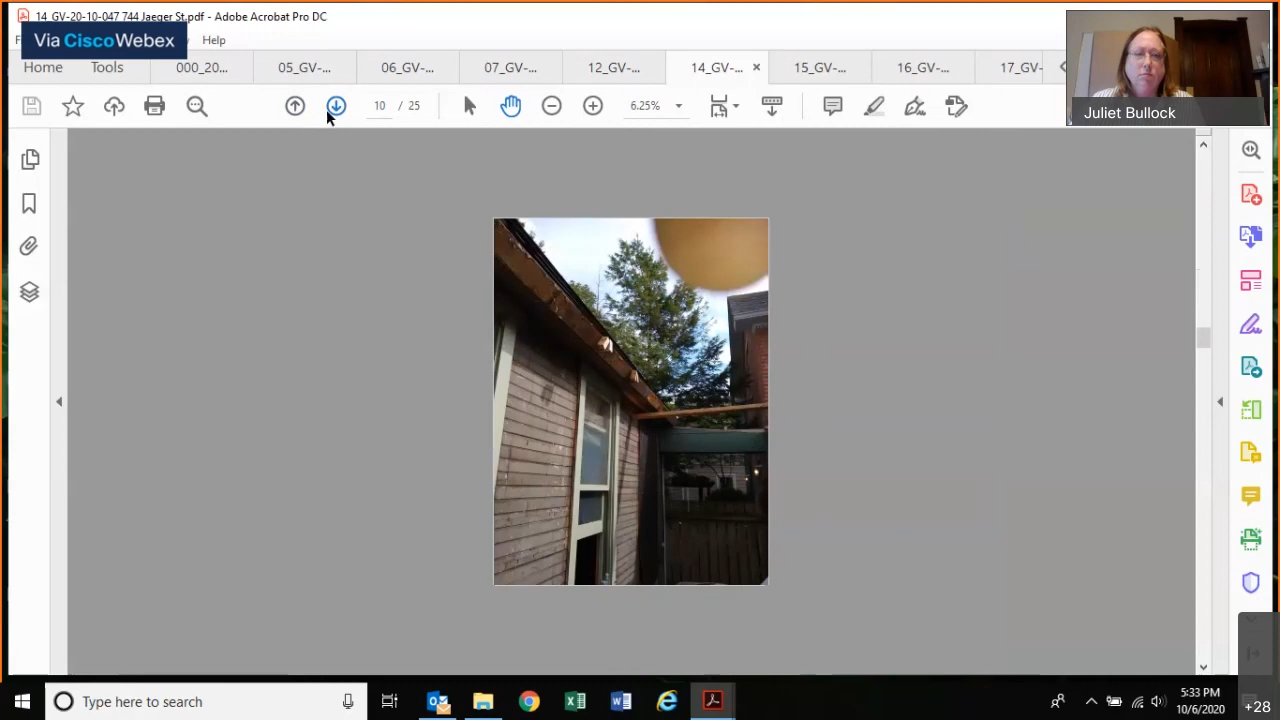 14_GV-20-10-047 744 Jaeger St.pdf - Adobe Acrobat Pro DC
Via CiscoWebex
Help
Home Tools 000_20... 05_GV-... 06_GV-... 07_GV-... 12_GV-... 14_GV-... × 15_GV-... 16_GV-... 17_GV-
10 / 25 6.25%
Juliet Bullock
Type here to search
5:33 PM
10/6/2020
+28